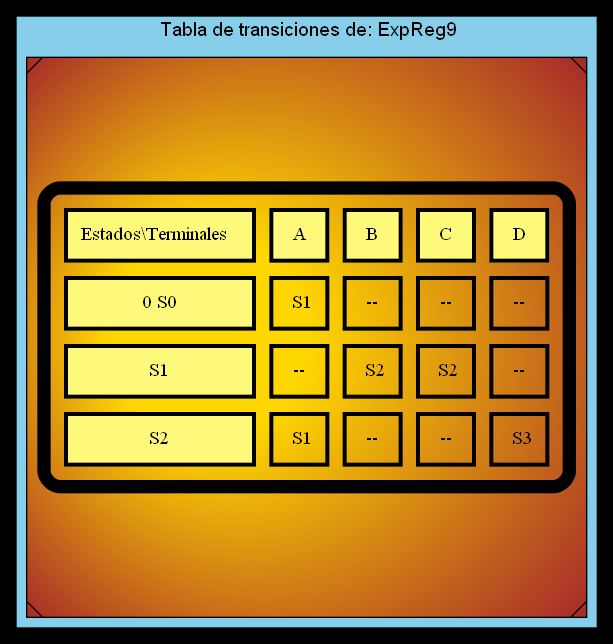 Tabla de transiciones de: ExpReg9
Estados\Terminales A B C D
0 S0 S1 -- -- --
S1 -- S2 S2 --
S2 S1 -- -- S3